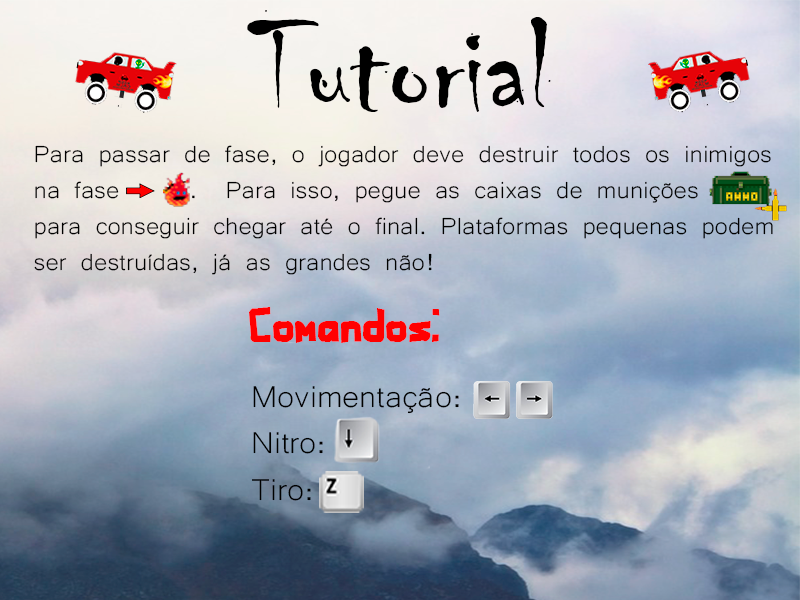 Tutorial
Para passar de fase, o jogador deve destruir todos os inimigos
na fase . Para isso, pegue as caixas de munições AMMO
para conseguir chegar até o final. Plataformas pequenas podem
ser destruídas, já as grandes não!
Comandos:
Movimentação: ← →
Nitro: ↓
Tiro: Z